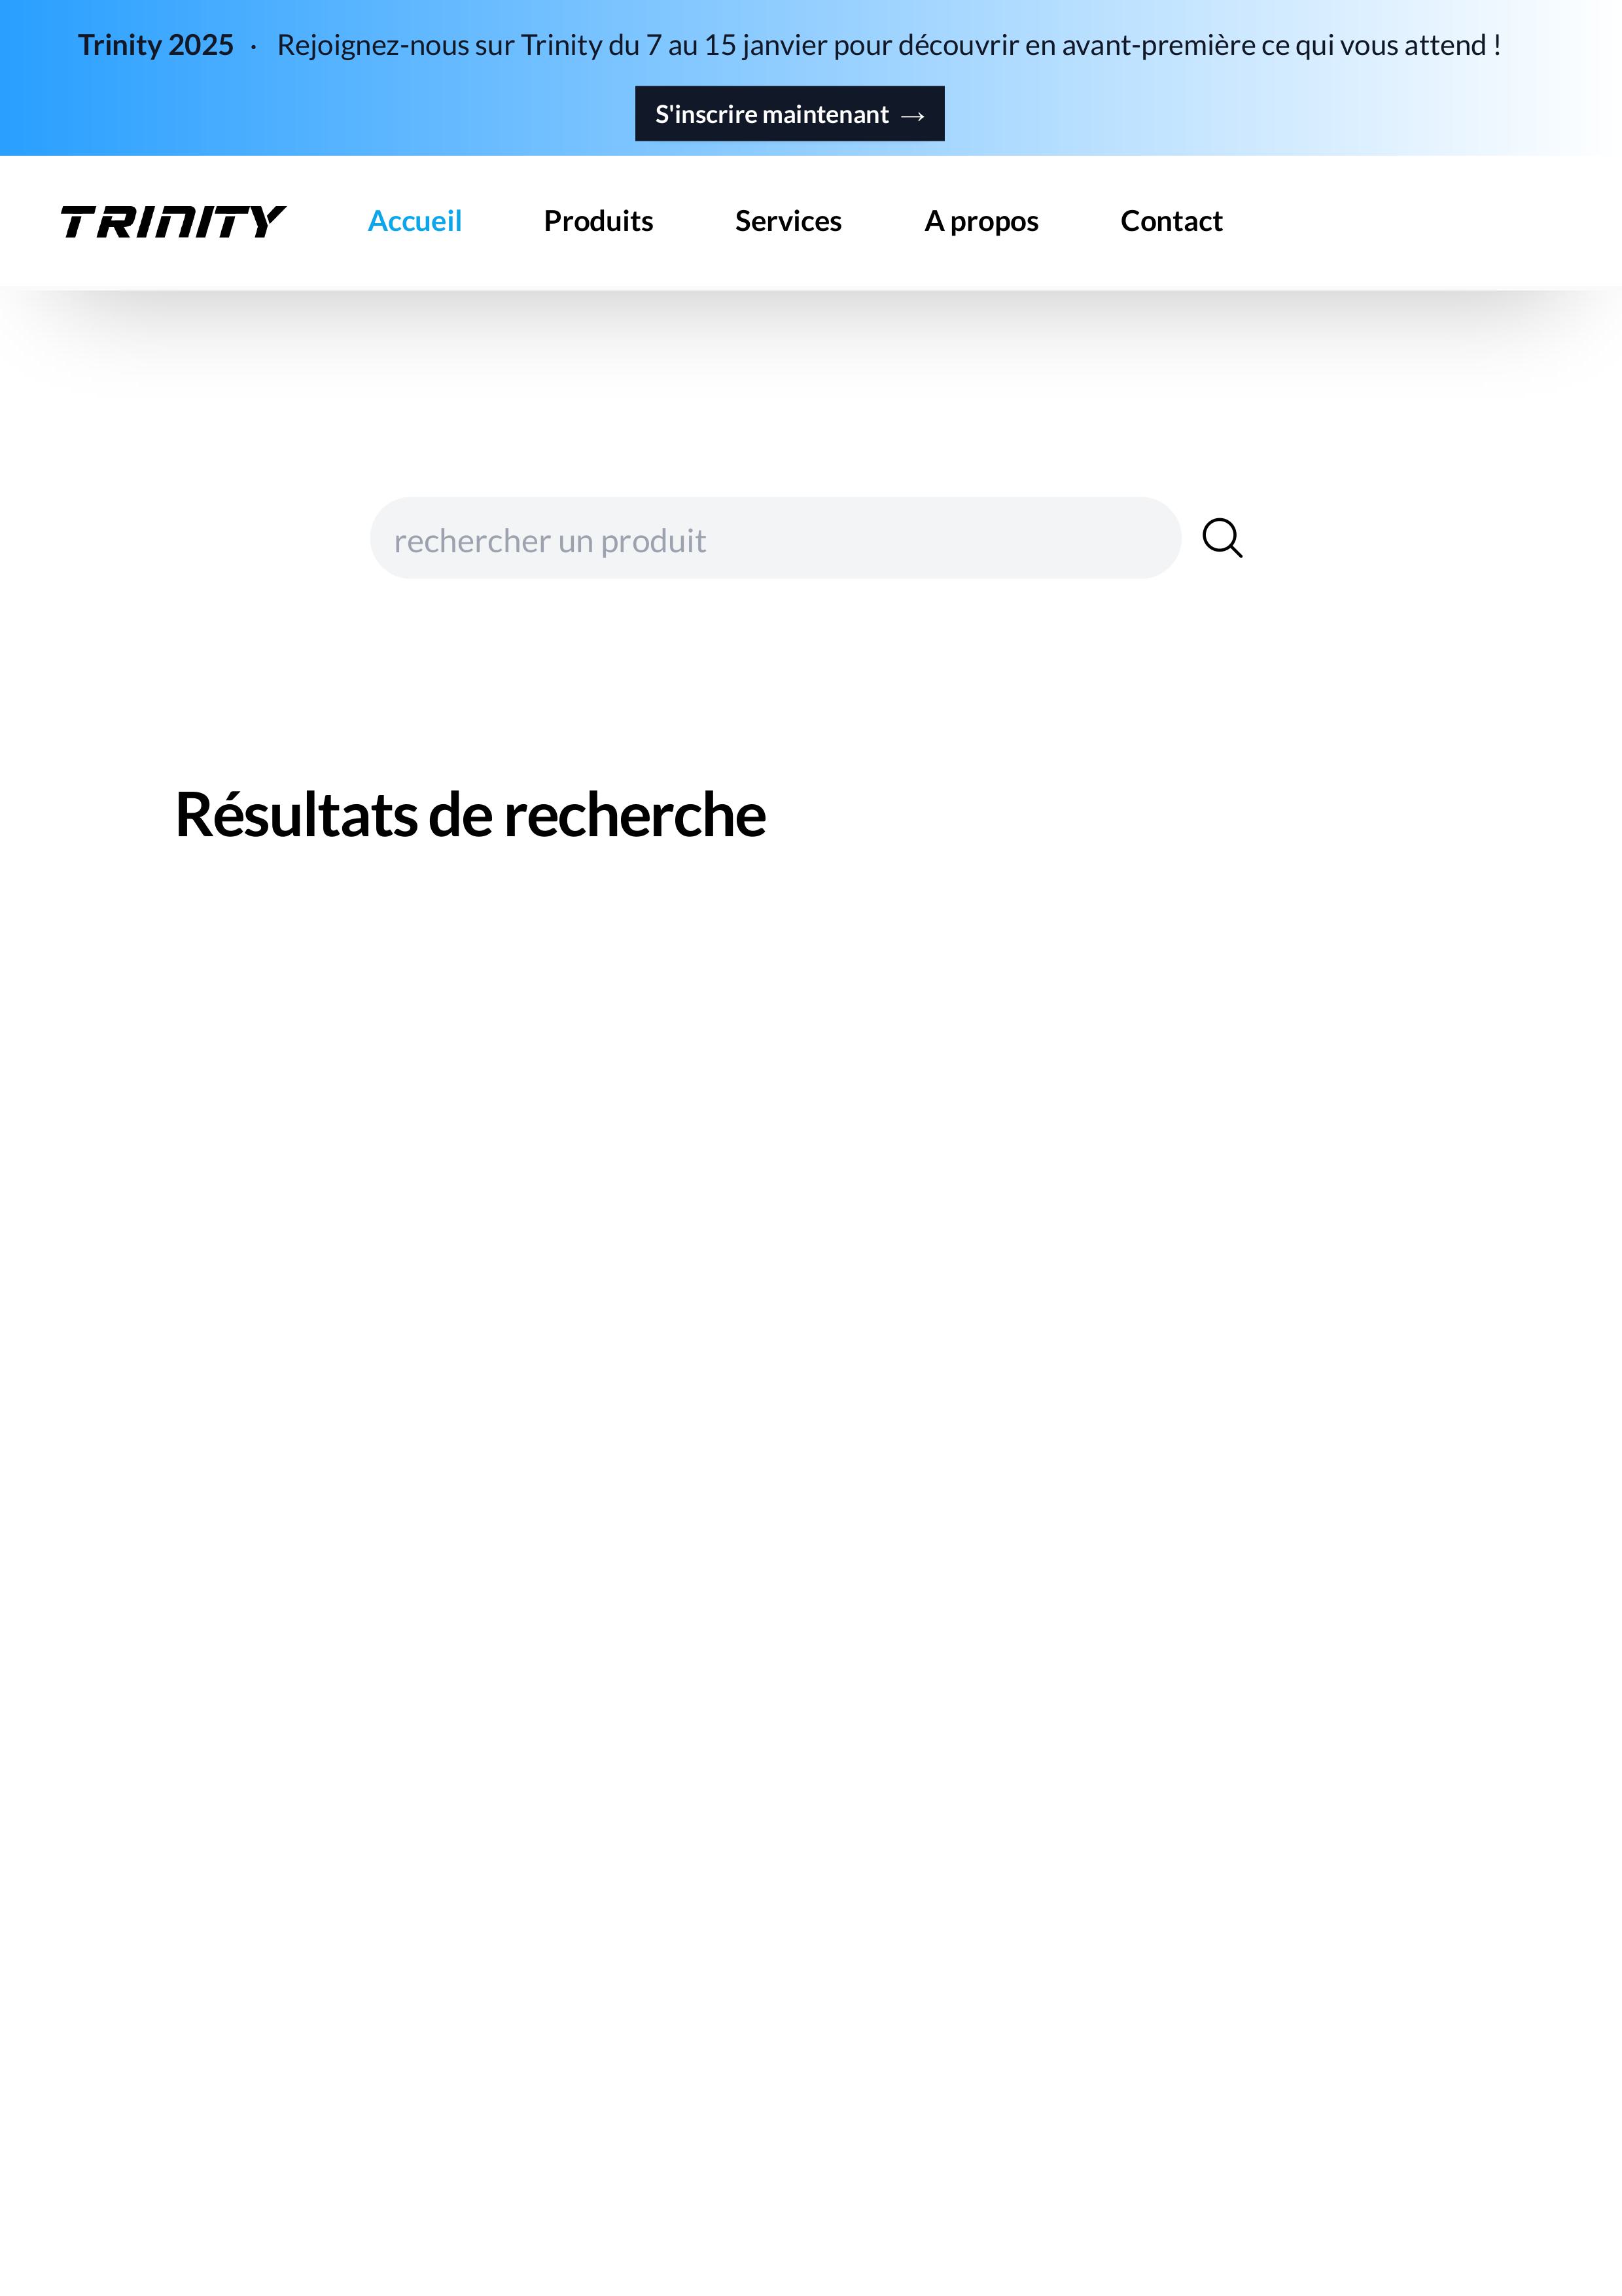 Trinity 2025 · Rejoignez-nous sur Trinity du 7 au 15 janvier pour découvrir en avant-première ce qui vous attend !
S'inscrire maintenant →
TRINITY Accueil Produits Services A propos Contact
rechercher un produit
Résultats de recherche